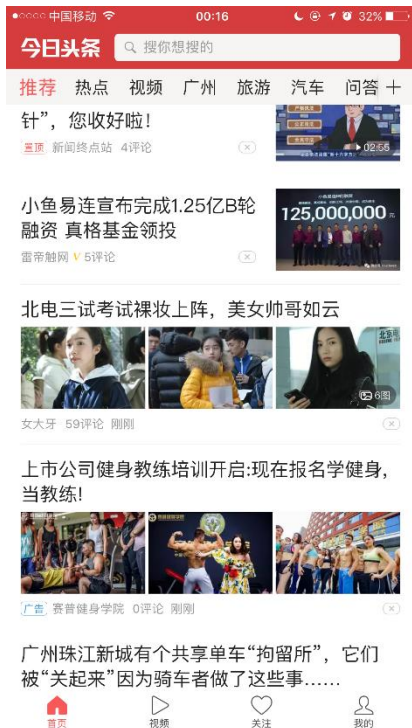 中国移动 00:16 32%
今日头条 搜你想搜的
推荐 热点 视频 广州 旅游 汽车 问答 +
针”，您收好啦！
置顶 新闻终点站 4评论
02:55
小鱼易连宣布完成1.25亿B轮
融资 真格基金领投
125,000,000
雷帝触网 V 5评论
北电三试考试裸妆上阵，美女帅哥如云
北京电
6图
女大牙 59评论 刚刚
上市公司健身教练培训开启:现在报名学健身，
当教练!
广告 赛普健身学院 0评论 刚刚
广州珠江新城有个共享单车“拘留所”，它们
被“关起来”因为骑车者做了这些事……
首页 视频 关注 我的